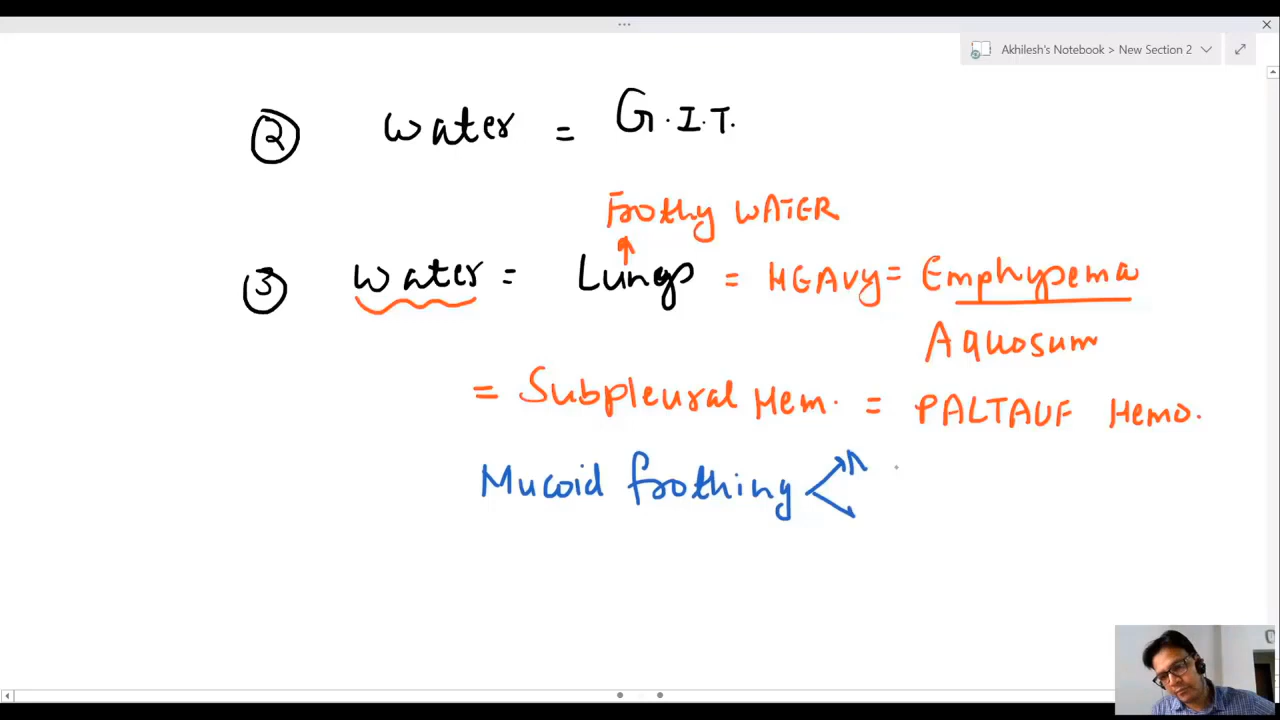 Akhilesh's Notebook > New Section 2
2 water = G.I.T.
Frothy WATER
3 water = Lungs = HEAVY = Emphysema
Aquosum
= Subpleural Hem. = PALTAUF Hemo.
Mucoid frothing